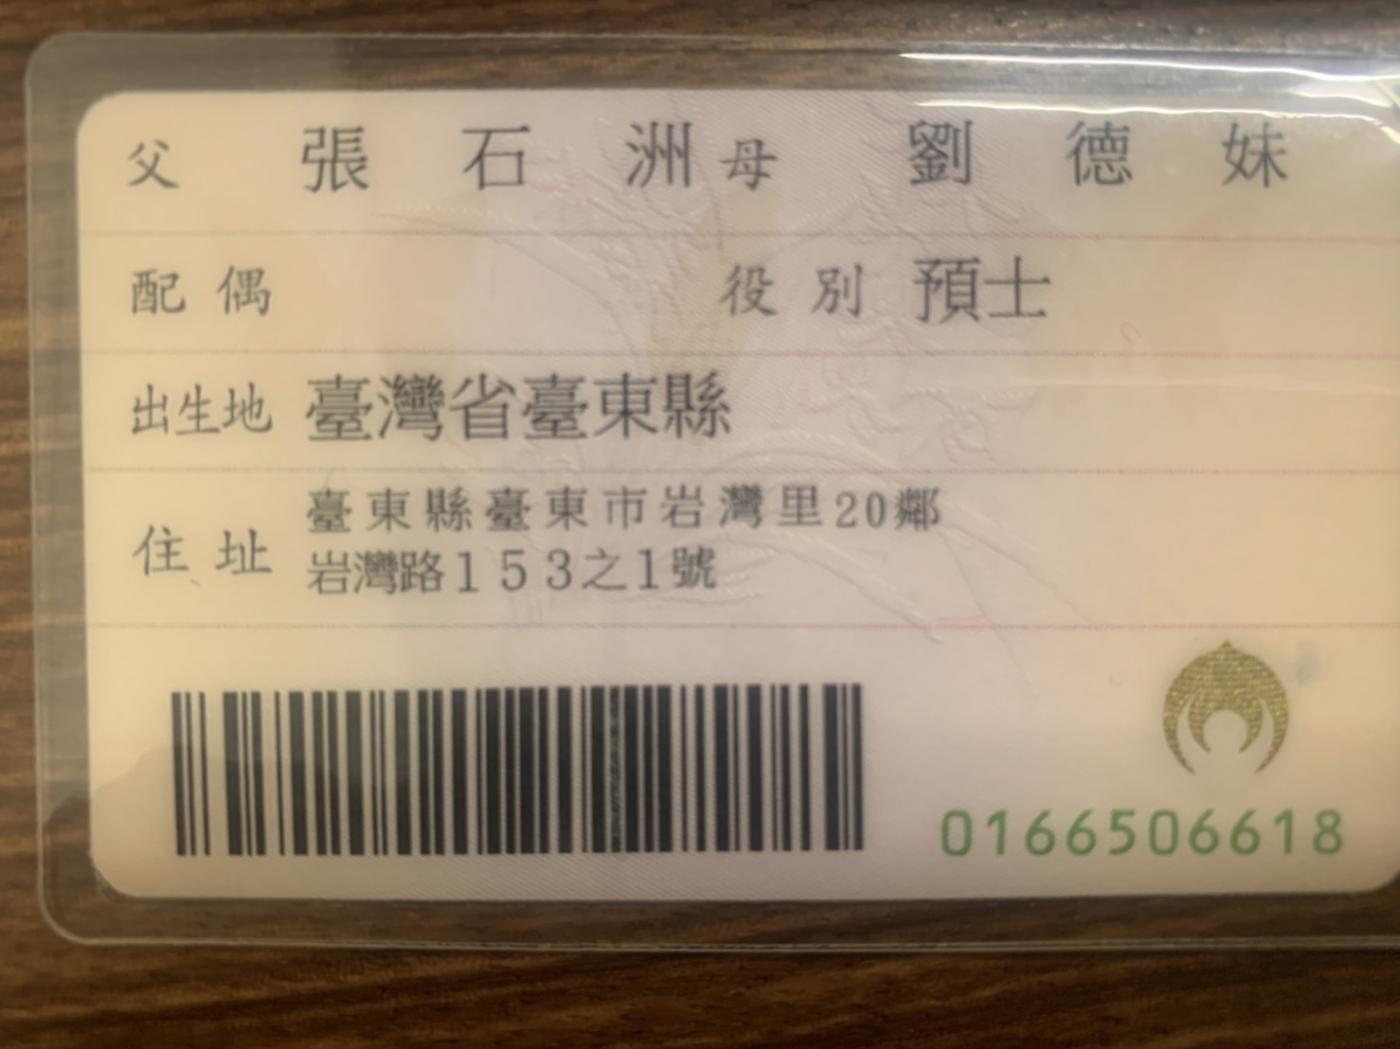 父 張石洲 母 劉德妹
配偶 役別 預士
出生地 臺灣省臺東縣
住址 臺東縣臺東市岩灣里20鄰
岩灣路153之1號
0166506618